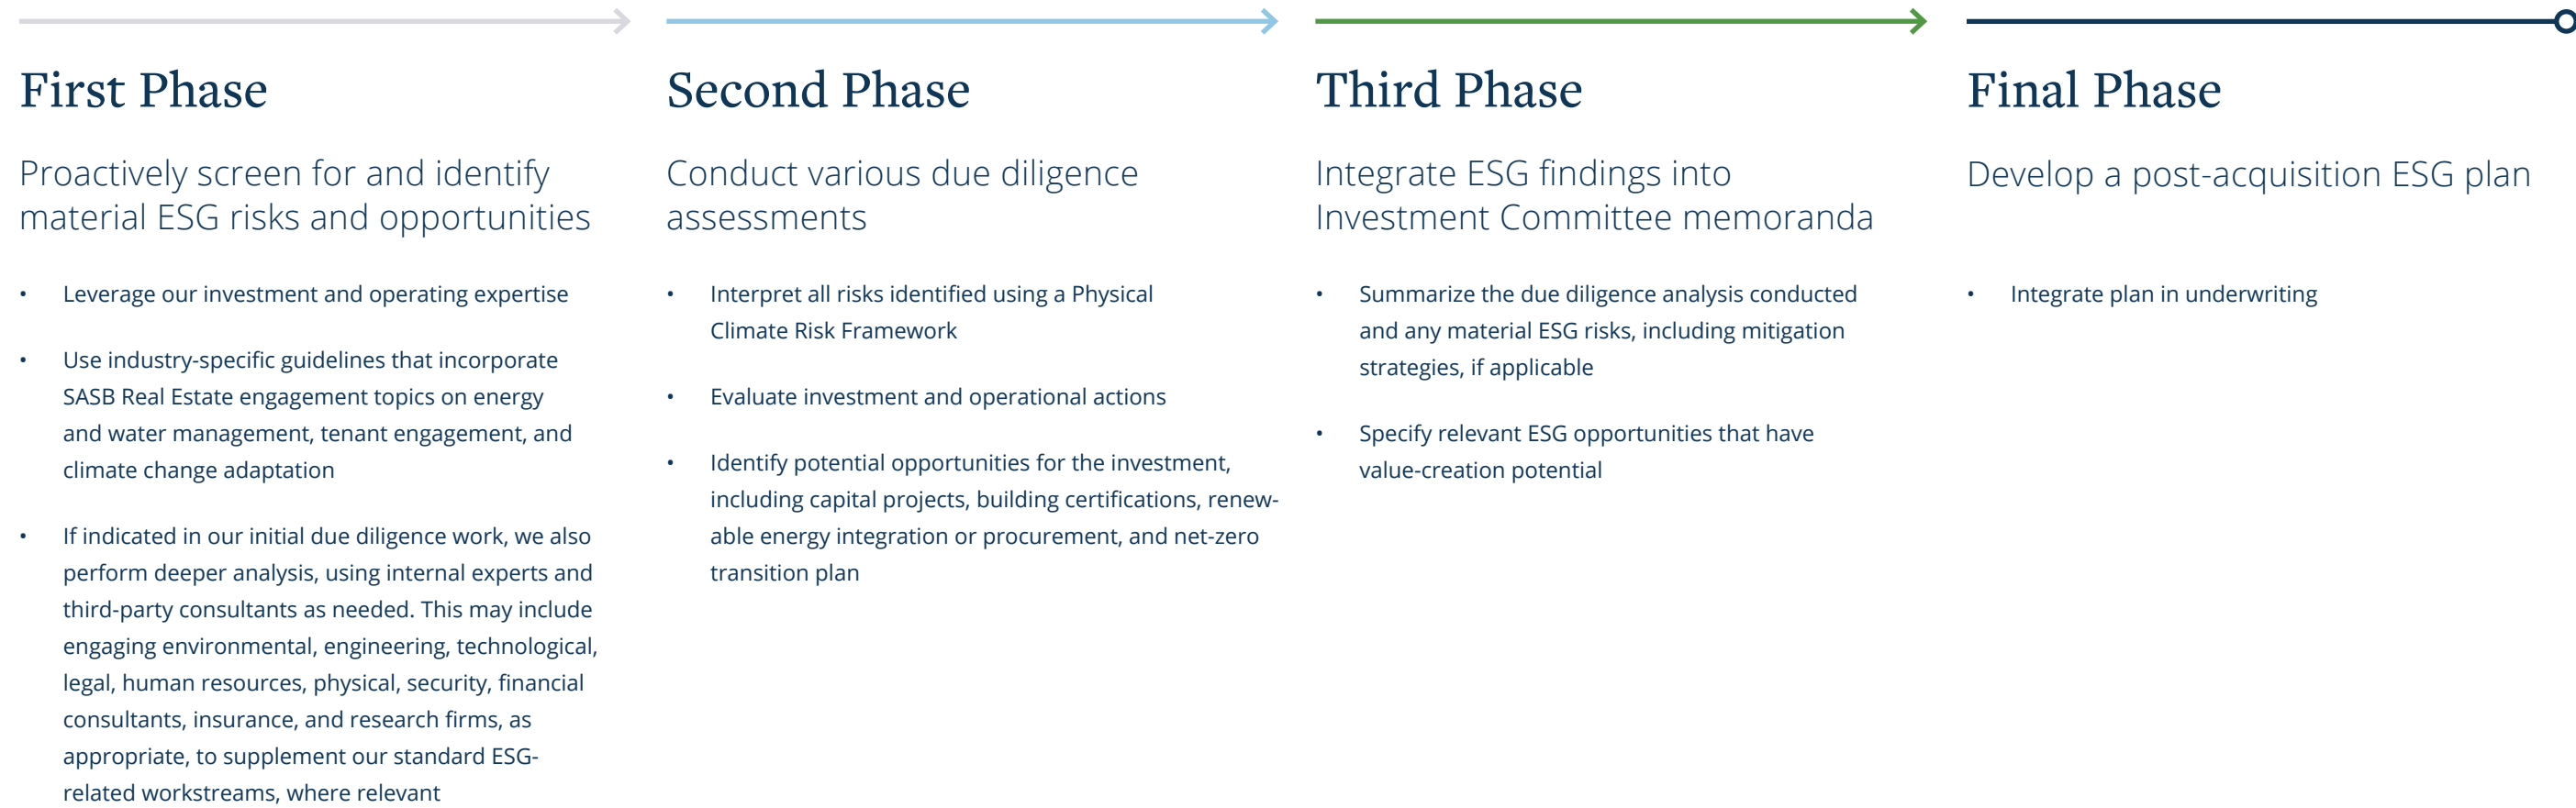 First Phase
Proactively screen for and identify
material ESG risks and opportunities
• Leverage our investment and operating expertise
• Use industry-specific guidelines that incorporate
SASB Real Estate engagement topics on energy
and water management, tenant engagement, and
climate change adaptation
• If indicated in our initial due diligence work, we also
perform deeper analysis, using internal experts and
third-party consultants as needed. This may include
engaging environmental, engineering, technological,
legal, human resources, physical, security, financial
consultants, insurance, and research firms, as
appropriate, to supplement our standard ESG-
related workstreams, where relevant
Second Phase
Conduct various due diligence
assessments
• Interpret all risks identified using a Physical
Climate Risk Framework
• Evaluate investment and operational actions
• Identify potential opportunities for the investment,
including capital projects, building certifications, renew-
able energy integration or procurement, and net-zero
transition plan
Third Phase
Integrate ESG findings into
Investment Committee memoranda
• Summarize the due diligence analysis conducted
and any material ESG risks, including mitigation
strategies, if applicable
• Specify relevant ESG opportunities that have
value-creation potential
Final Phase
Develop a post-acquisition ESG plan
• Integrate plan in underwriting